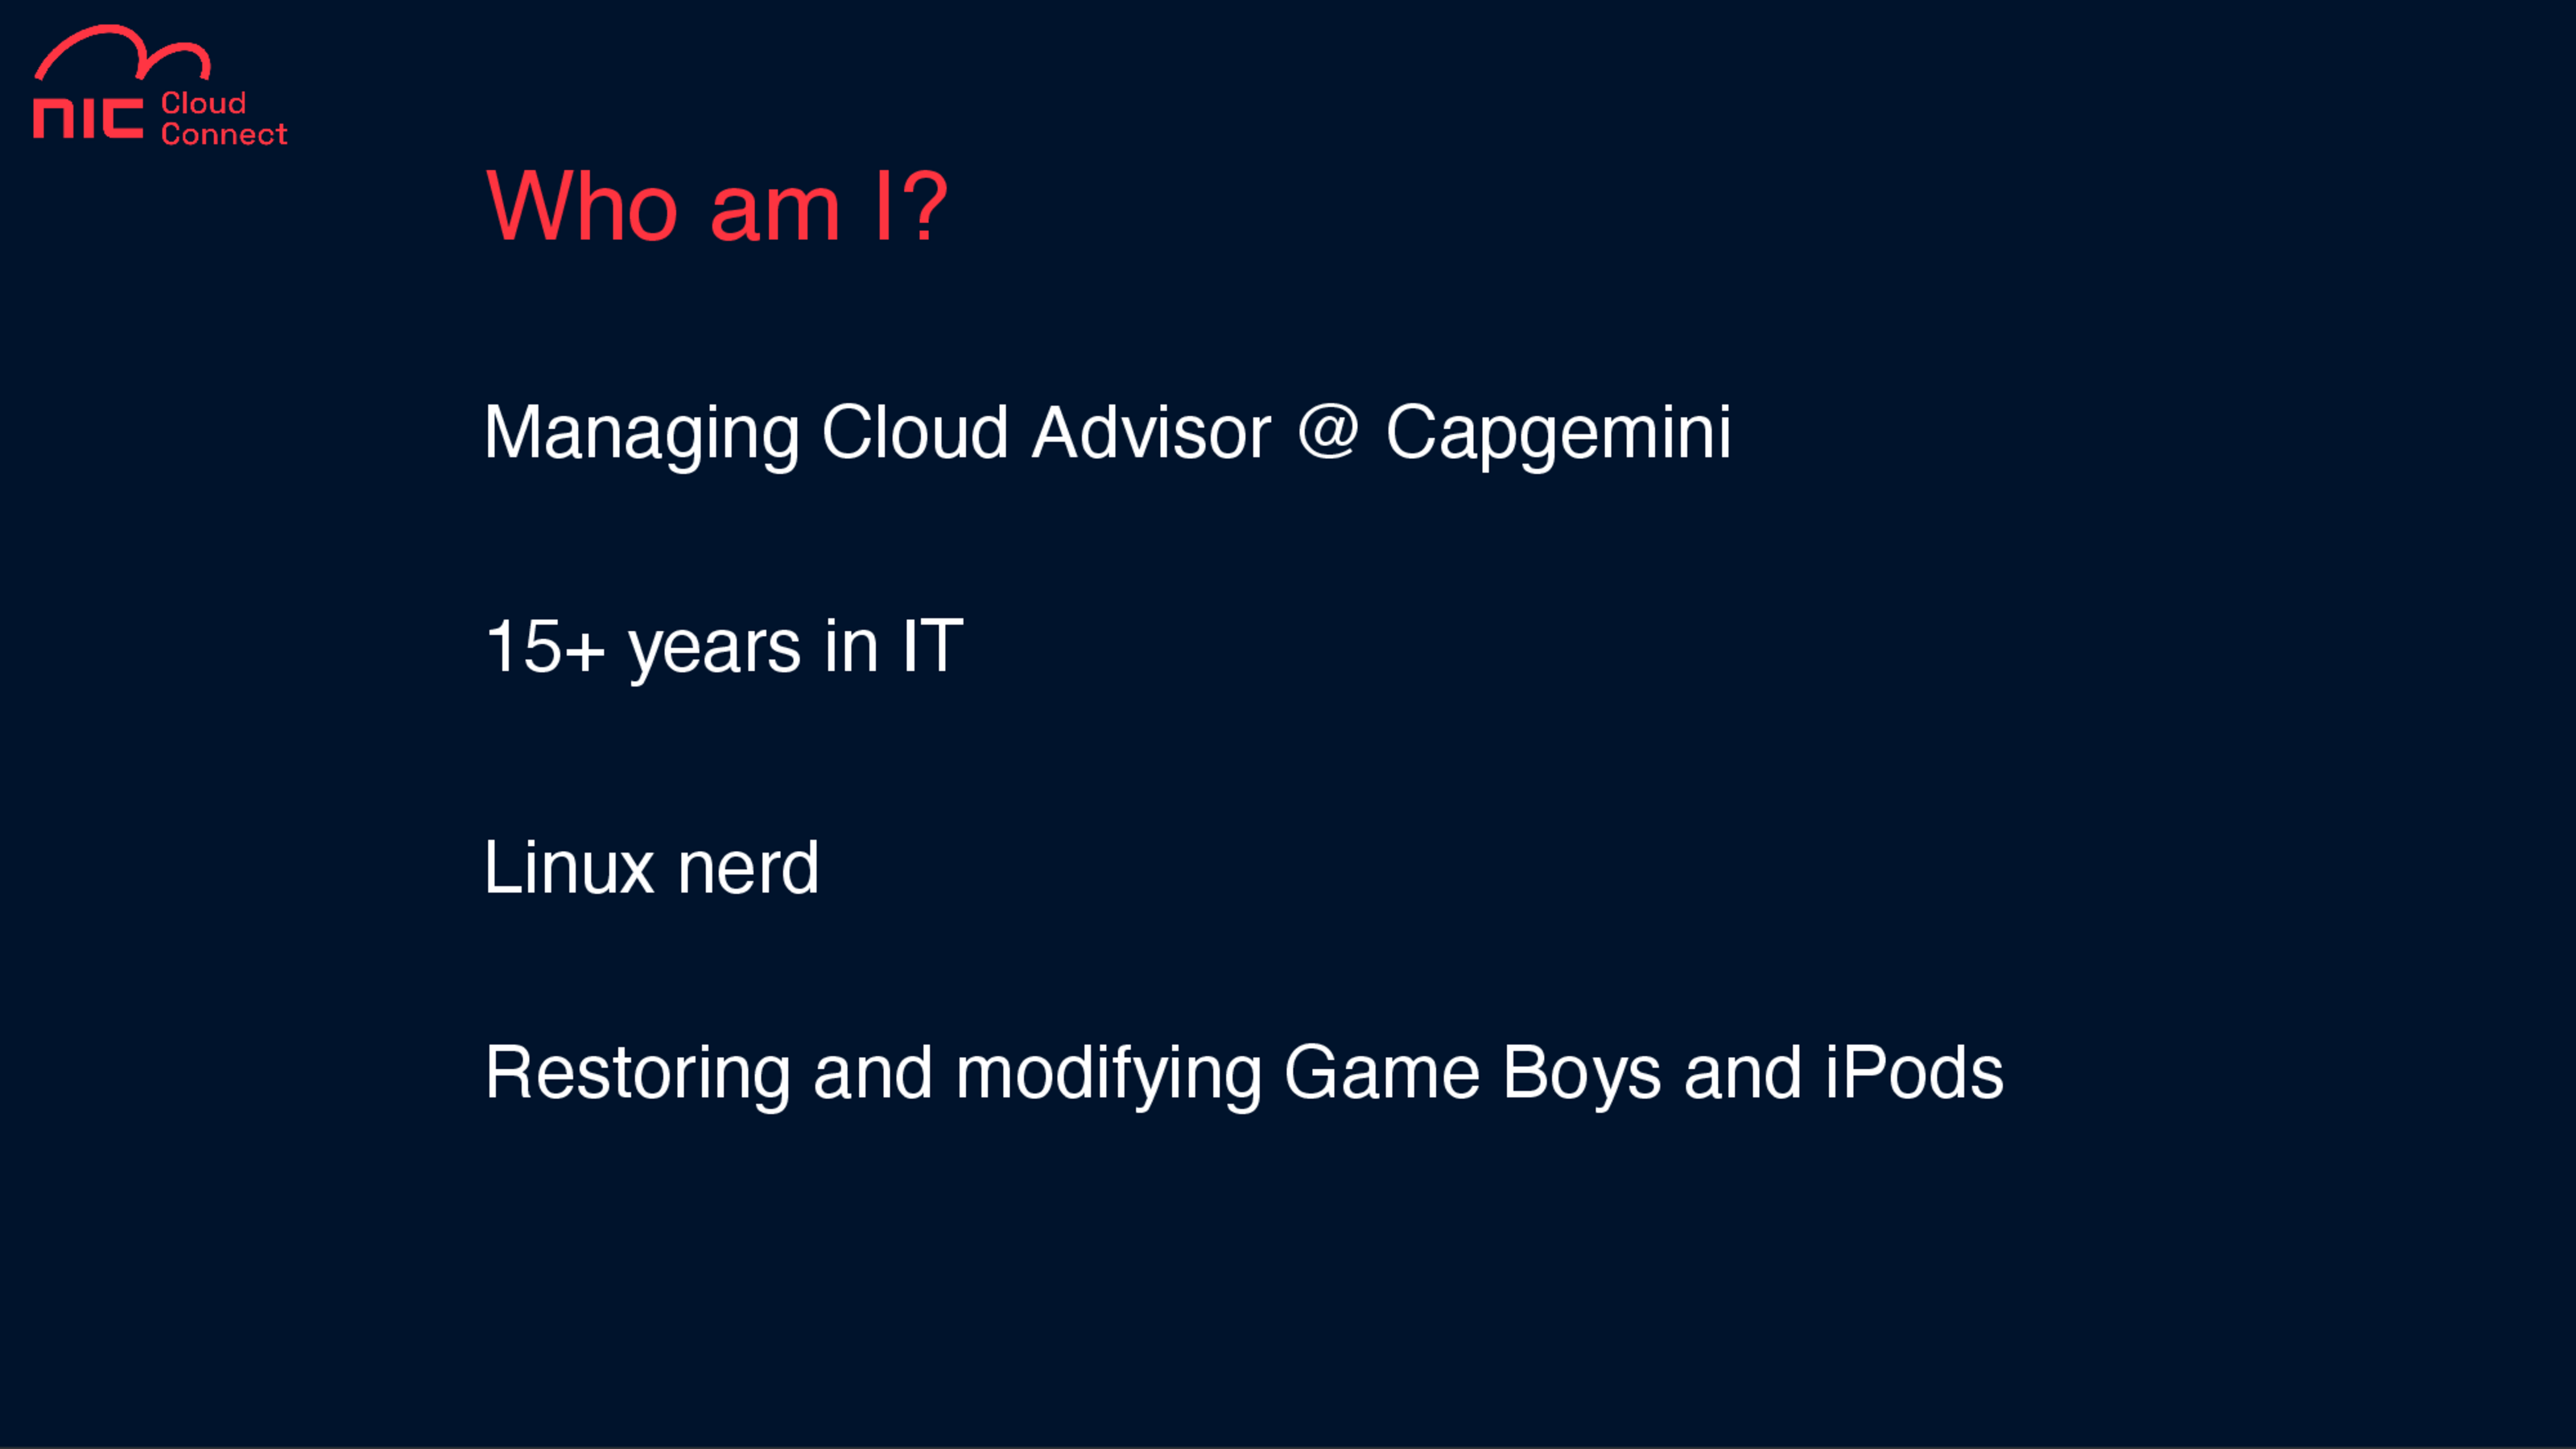 nic Cloud
Connect
Who am I?
Managing Cloud Advisor @ Capgemini
15+ years in IT
Linux nerd
Restoring and modifying Game Boys and iPods